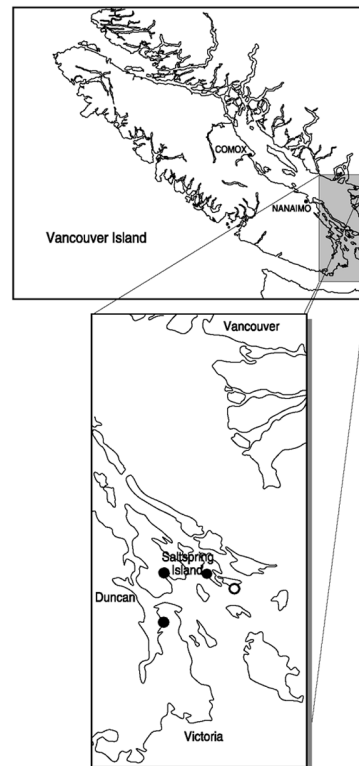 COMOX
NANAIMO
Vancouver Island
Vancouver
Saltspring
Island
Duncan
Victoria